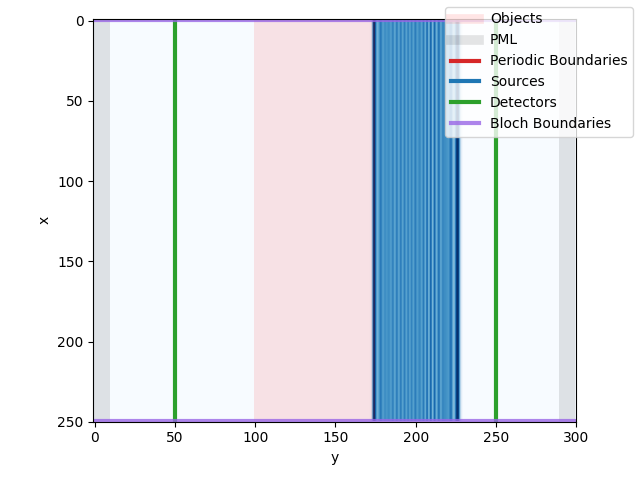 Objects
PML
Periodic Boundaries
Sources
Detectors
Bloch Boundaries
0
50
100
150
200
250
x
0
50
100
150
200
250
300
y